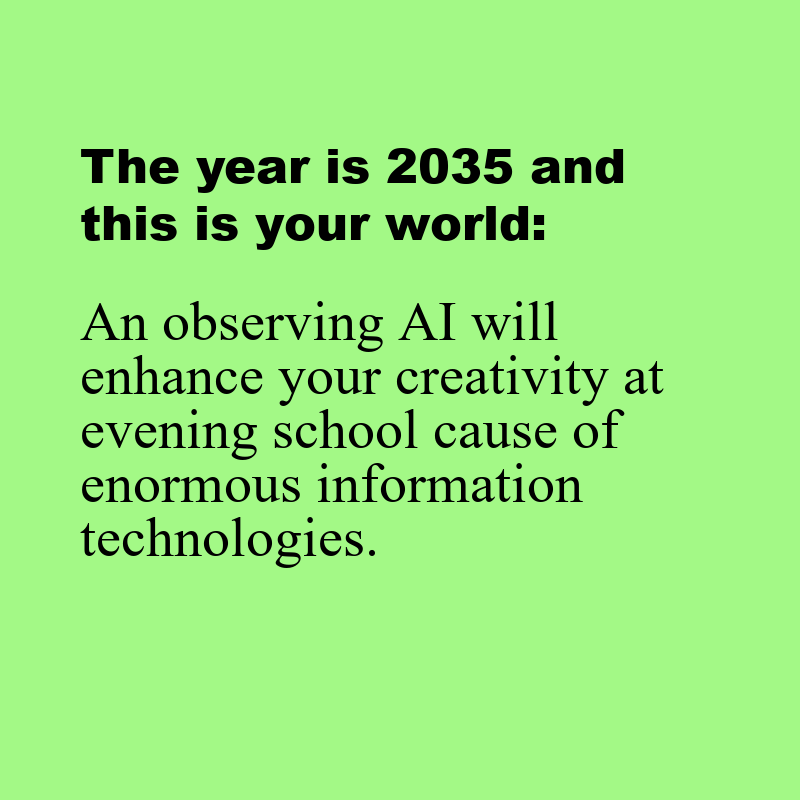 The year is 2035 and
this is your world:
An observing AI will
enhance your creativity at
evening school cause of
enormous information
technologies.